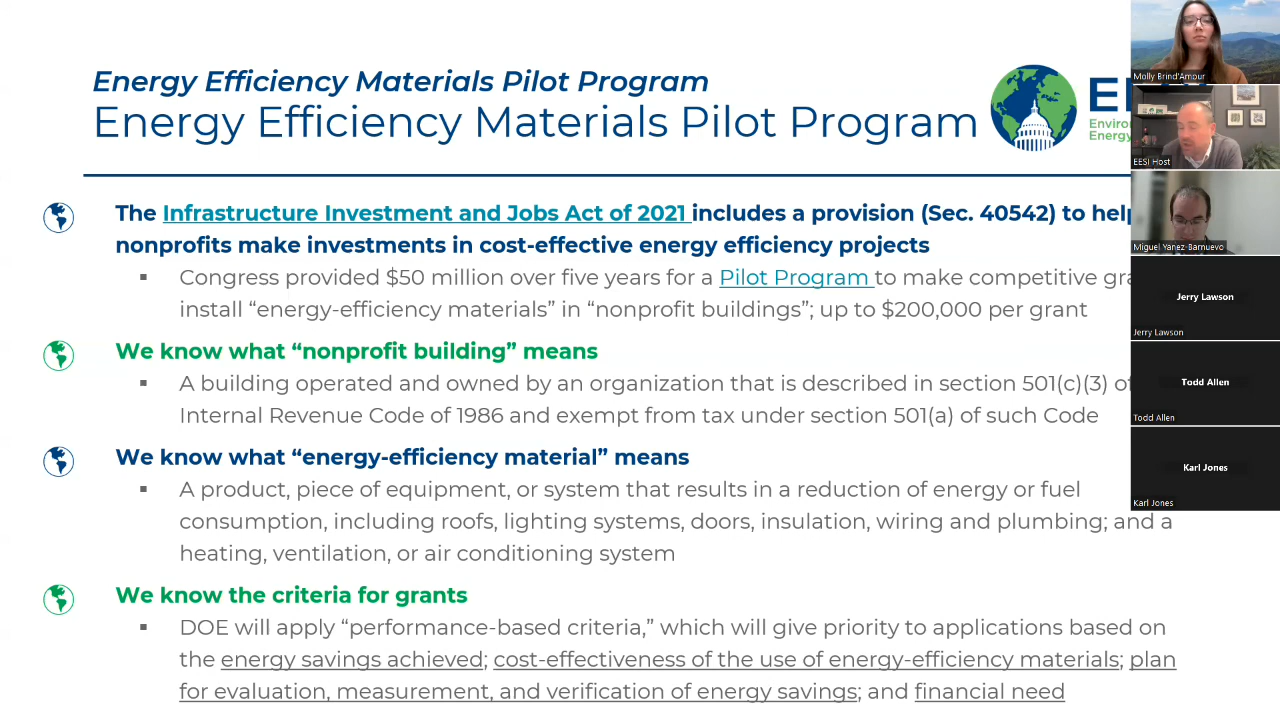 Energy Efficiency Materials Pilot Program
Energy Efficiency Materials Pilot Program
Energy
The Infrastructure Investment and Jobs Act of 2021 includes a provision (Sec. 40542) to help
nonprofits make investments in cost-effective energy efficiency projects
Congress provided $50 million over five years for a Pilot Program to make competitive
install “energy-efficiency materials” in “nonprofit buildings”; up to $200,000 per grant
We know what “nonprofit building” means
A building operated and owned by an organization that is described in section 501(c)(3)
Internal Revenue Code of 1986 and exempt from tax under section 501(a) of such Code
We know what “energy-efficiency material” means
A product, piece of equipment, or system that results in a reduction of energy or fuel
consumption, including roofs, lighting systems, doors, insulation, wiring and plumbing; and a
heating, ventilation, or air conditioning system
We know the criteria for grants
DOE will apply “performance-based criteria,” which will give priority to applications based on
the energy savings achieved; cost-effectiveness of the use of energy-efficiency materials; plan
for evaluation, measurement, and verification of energy savings; and financial need
Molly Brind'Amour
EESI Host
Miguel Yanez-Barnuevo
Jerry Lawson
Jerry Lawson
Todd Allen
Todd Allen
Karl Jones
Karl Jones